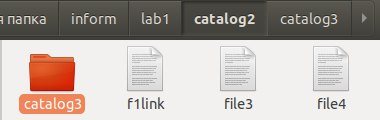 я папка inform lab1 catalog2 catalog3
catalog3 f1link file3 file4